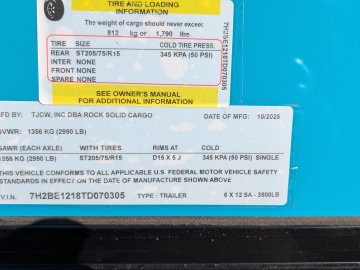 TIRE AND LOADING
INFORMATION
The weight of cargo should never exceed:
812 kg or 1,790 lbs.
TIRE SIZE COLD TIRE PRESS.
REAR ST205/75/R15 345 KPA (50 PSI)
INTER NONE
FRONT NONE
SPARE NONE
SEE OWNER'S MANUAL
FOR ADDITIONAL INFORMATION
7H2BE1218TD070305
MFD BY: TJCW, INC DBA ROCK SOLID CARGO DATE OF MFG: 10/2025
GVWR: 1356 KG (2990 LB)
GAWR (EACH AXLE) WITH TIRES RIMS AT COLD
1356 KG (2990 LB) ST205/75/R15 D15 X 5 J 345 KPA (50 PSI) SINGLE
THIS VEHICLE CONFORMS TO ALL APPLICABLE U.S. FEDERAL MOTOR VEHICLE SAFETY
STANDARDS IN EFFECT ON THE DATE OF MANUFACTURE SHOWN ABOVE
V.I.N. 7H2BE1218TD070305 TYPE: TRAILER 6 X 12 SA - 3500LB